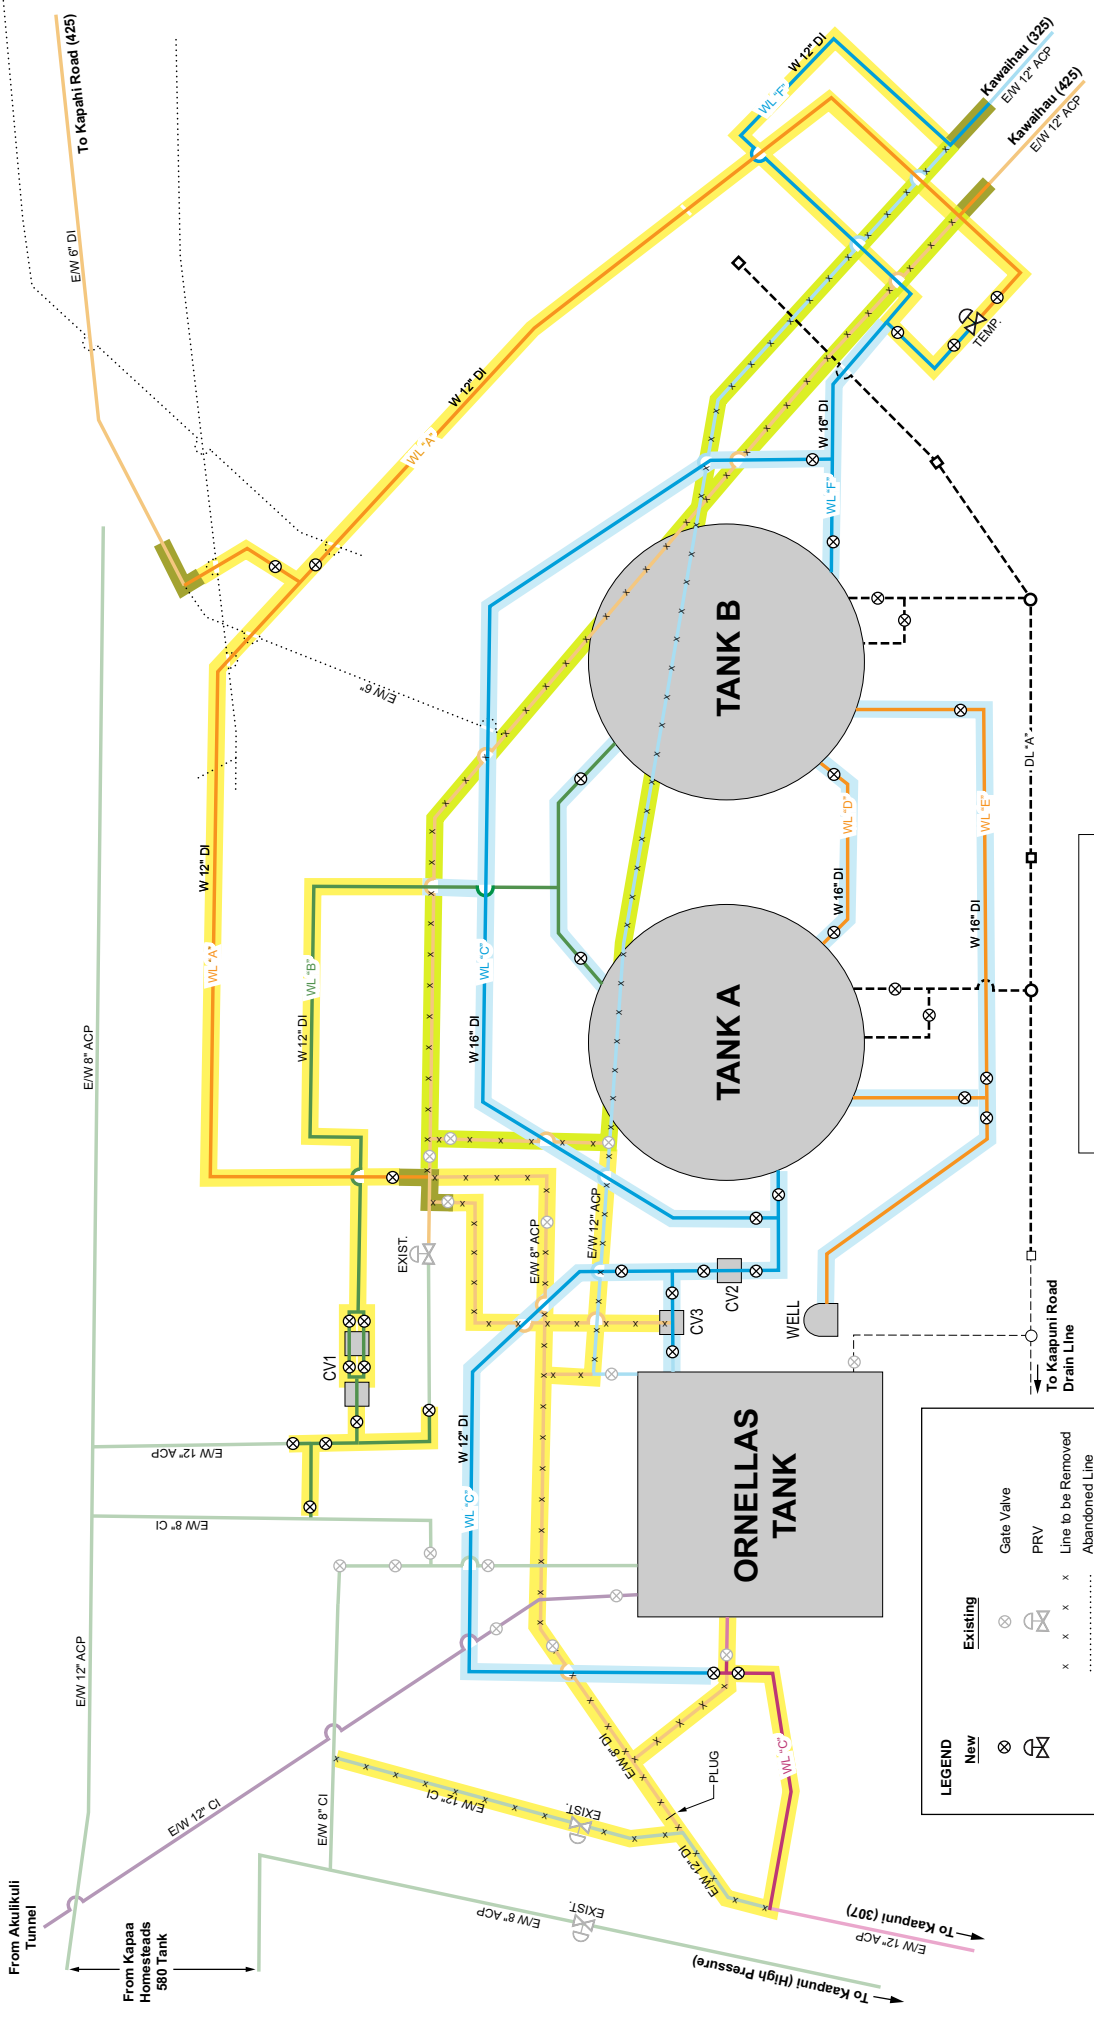 To Kapahi Road (425)
E/W 6" DI
W 12" DI
WL "F"
Kawaihau (325)
E/W 12" ACP
Kawaihau (425)
E/W 12" ACP
TEMP.
W 12" DI
WL "A"
W 16" DI
WL "F"
E/W 6"
TANK B
E/W 8" ACP
W 12" DI
WL "A"
WL "B"
W 12" DI
WL "C"
W 16" DI
WL "D"
W 16" DI
WL "E"
W 16" DI
DL "A"
TANK A
EXIST.
E/W 8" ACP
E/W 12" ACP
CV1
CV2
CV3
WELL
To Kaapuni Road
Drain LIne
E/W 12" ACP
E/W 8" CI
W 12" DI
WL "C"
ORNELLAS
TANK
E/W 12" ACP
E/W 12" CI
E/W 8" CI
E/W 12" CI
EXIST.
E/W 8" DI
PLUG
E/W 12" DI
WL "C"
E/W 8" ACP
EXIST.
To Kaapuni (High Pressure)
To Kaapuni (307)
E/W 12" ACP
From Akulikuli
Tunnel
From Kapaa
Homesteads
580 Tank
LEGEND
New
Existing
Gate Valve
PRV
x x x Line to be Removed
Abandoned Line